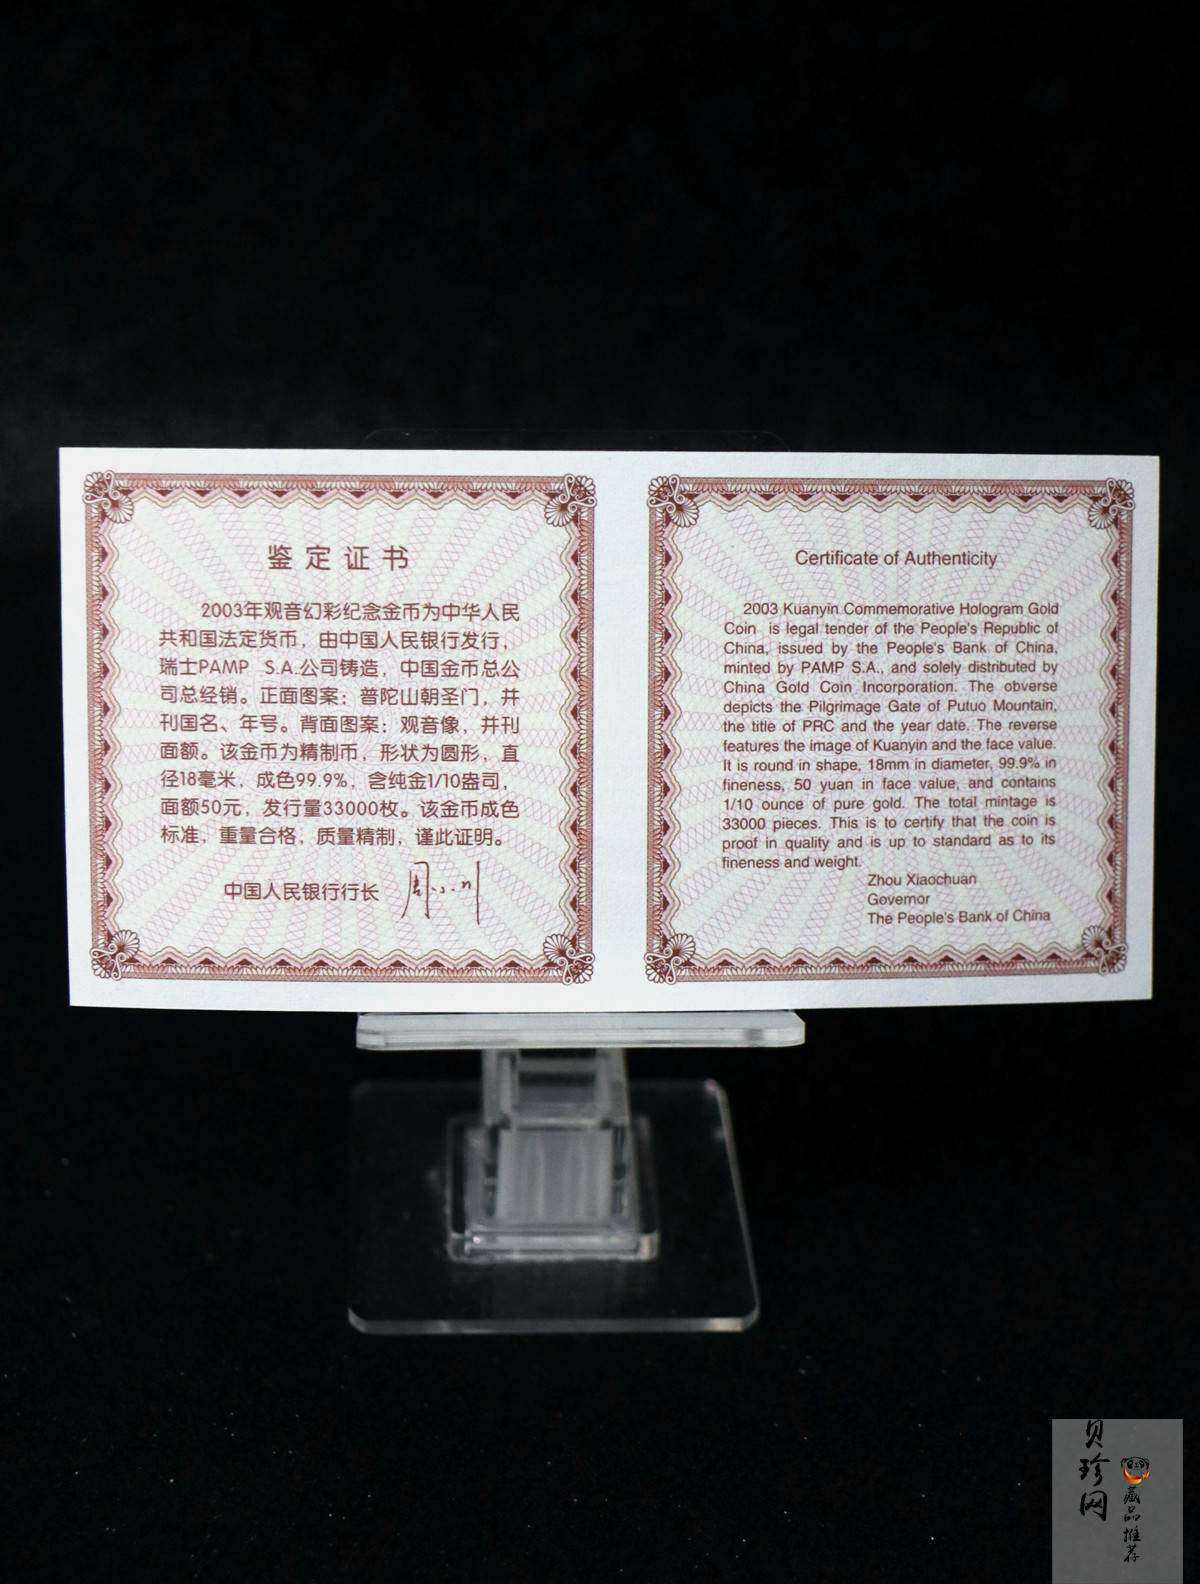 鉴定证书
2003年观音幻彩纪念金币为中华人民
共和国法定货币，由中国人民银行发行，
瑞士PAMP S.A.公司铸造，中国金币总公
司总经销。正面图案：普陀山朝圣门，并
刊国名、年号。背面图案：观音像，并刊
面额。该金币为精制币，形状为圆形，直
径18毫米，成色99.9%，含纯金1/10盎司，
面额50元，发行量33000枚。该金币成色
标准，重量合格，质量精制，谨此证明。
中国人民银行行长 周小川
Certificate of Authenticity
2003 Kuanyin Commemorative Hologram Gold
Coin is legal tender of the People's Republic of
China, issued by the People's Bank of China,
minted by PAMP S.A., and solely distributed by
China Gold Coin Incorporation. The obverse
depicts the Pilgrimage Gate of Putuo Mountain,
the title of PRC and the year date. The reverse
features the image of Kuanyin and the face value.
It is round in shape, 18mm in diameter, 99.9% in
fineness, 50 yuan in face value, and contains
1/10 ounce of pure gold. The total mintage is
33000 pieces. This is to certify that the coin is
proof in quality and is up to standard as to its
fineness and weight.
Zhou Xiaochuan
Governor
The People's Bank of China
贝珍网
藏品推荐